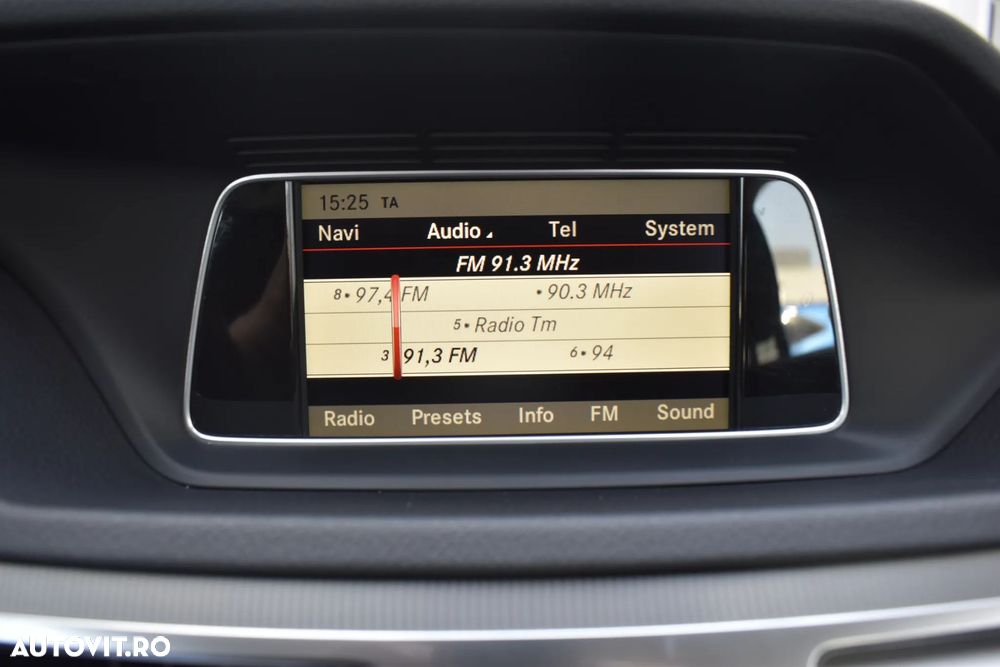 15:25 TA
Navi Audio Tel System
FM 91.3 MHz
8 • 97,4 FM • 90.3 MHz
5 • Radio Tm
3 91,3 FM 6 • 94
Radio Presets Info FM Sound
AUTOVIT.RO